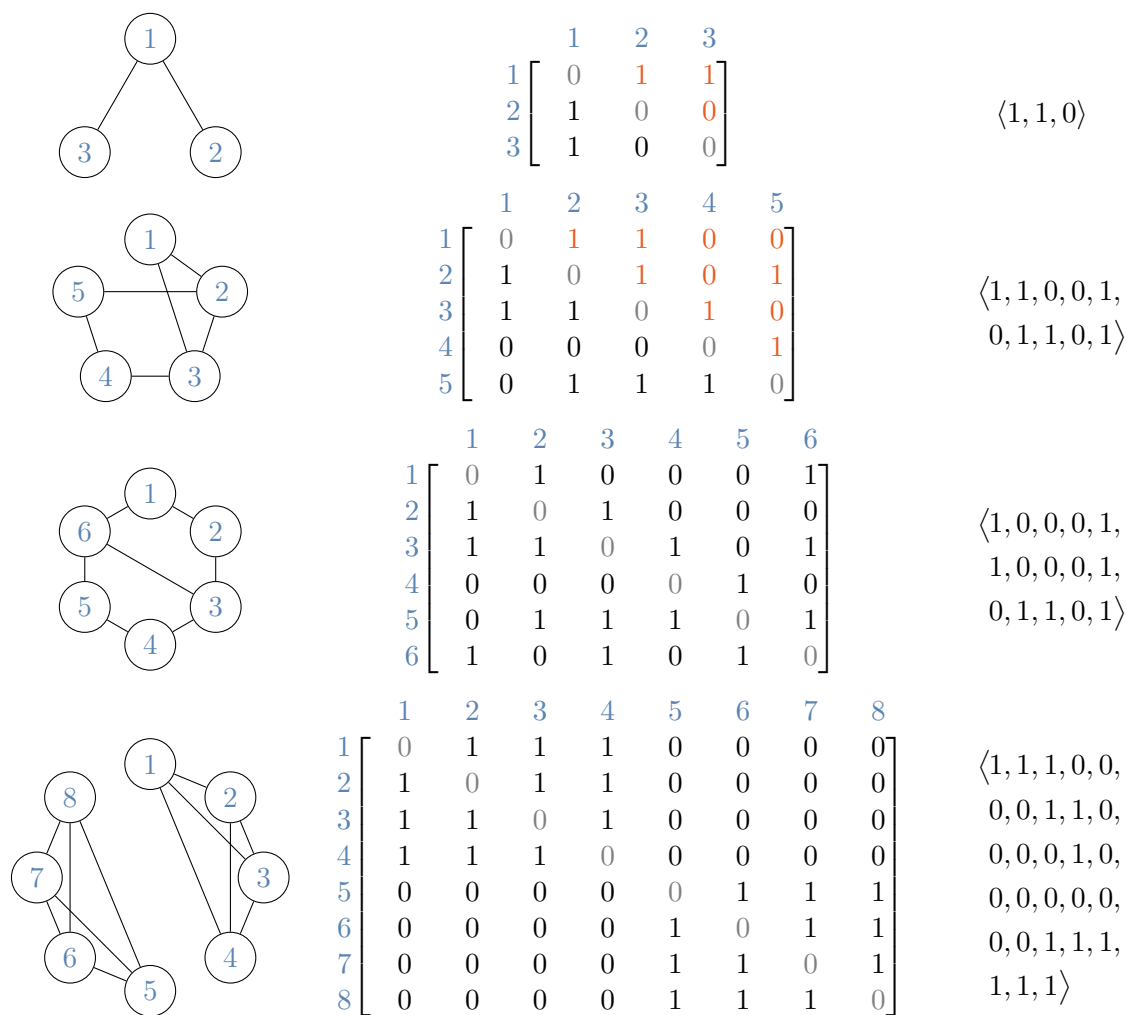 1
3 2
1 2 3
1 0 1 1
2 1 0 0
3 1 0 0
⟨1, 1, 0⟩
1
5 2
4 3
1 2 3 4 5
1 0 1 1 0 0
2 1 0 1 0 1
3 1 1 0 1 0
4 0 0 0 0 1
5 0 1 1 1 0
⟨1, 1, 0, 0, 1,
0, 1, 1, 0, 1⟩
1
6 2
5 3
4
1 2 3 4 5 6
1 0 1 0 0 0 1
2 1 0 1 0 0 0
3 1 1 0 1 0 1
4 0 0 0 0 1 0
5 0 1 1 1 0 1
6 1 0 1 0 1 0
⟨1, 0, 0, 0, 1,
1, 0, 0, 0, 1,
0, 1, 1, 0, 1⟩
1
8 2
7 3
6 4
5
1 2 3 4 5 6 7 8
1 0 1 1 1 0 0 0 0
2 1 0 1 1 0 0 0 0
3 1 1 0 1 0 0 0 0
4 1 1 1 0 0 0 0 0
5 0 0 0 0 0 1 1 1
6 0 0 0 0 1 0 1 1
7 0 0 0 0 1 1 0 1
8 0 0 0 0 1 1 1 0
⟨1, 1, 1, 0, 0,
0, 0, 1, 1, 0,
0, 0, 0, 1, 0,
0, 0, 0, 0, 0,
0, 0, 1, 1, 1,
1, 1, 1⟩